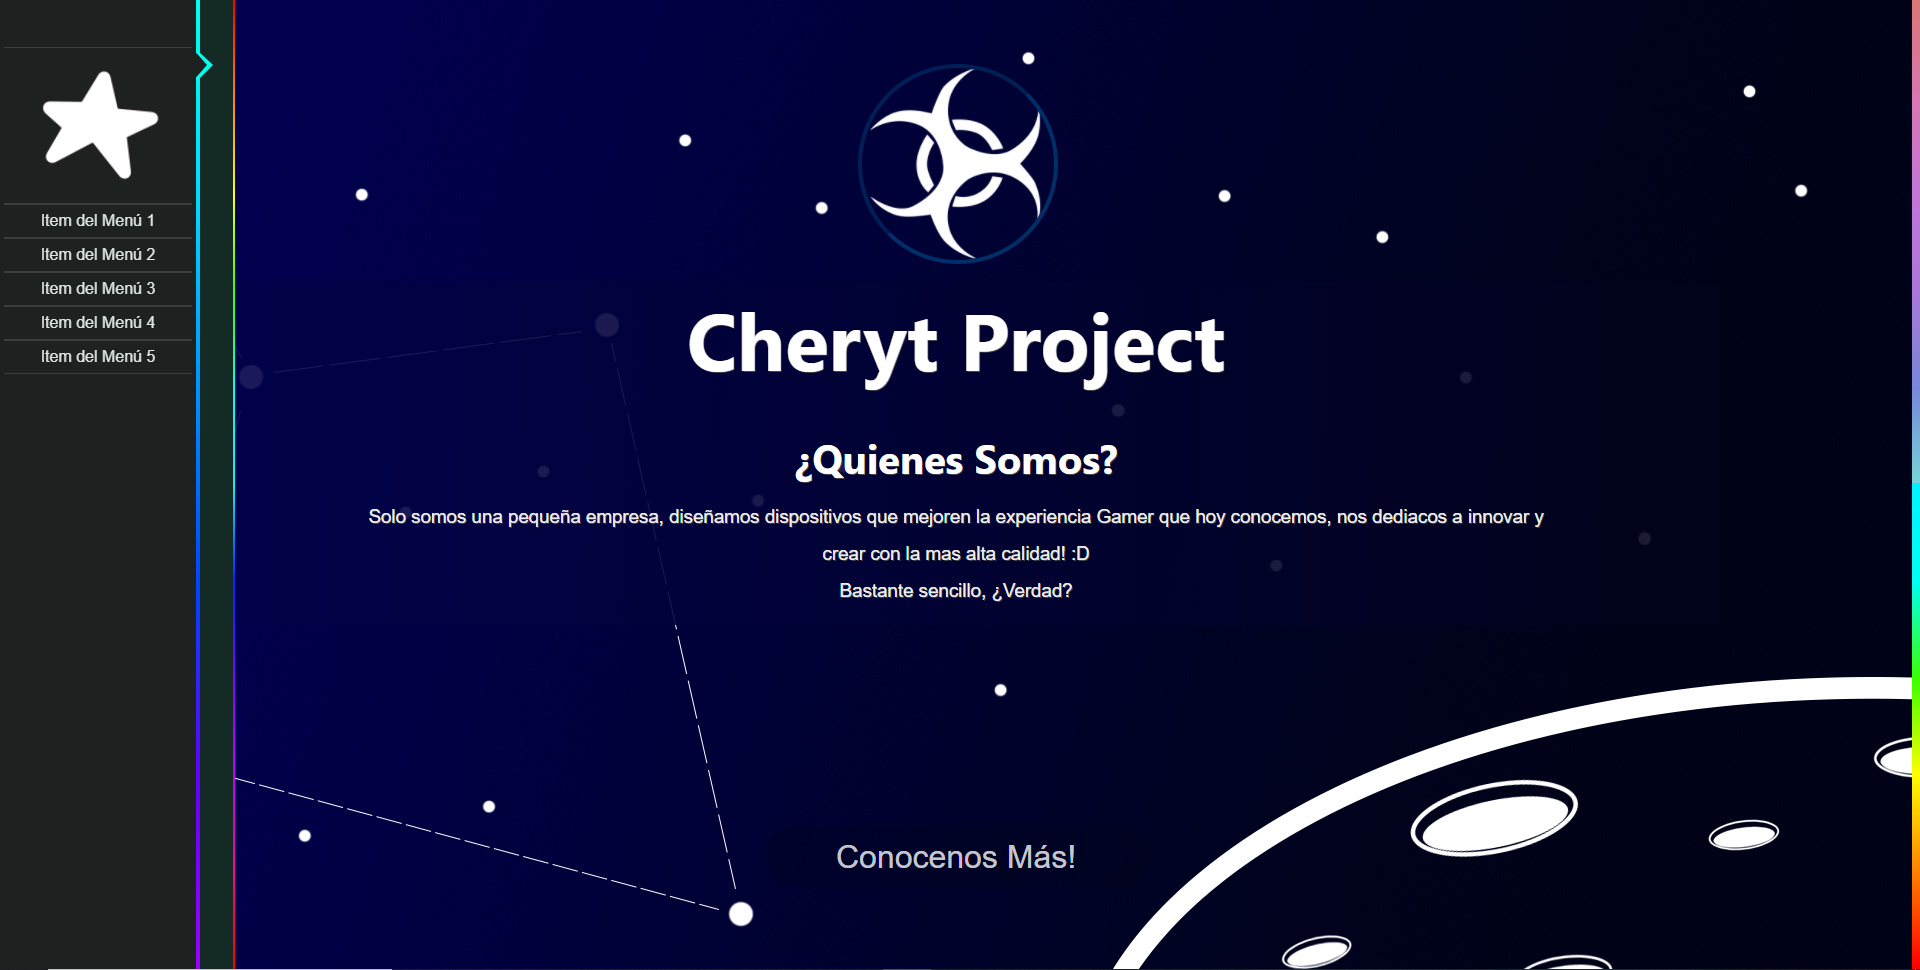 Item del Menú 1
Item del Menú 2
Item del Menú 3
Item del Menú 4
Item del Menú 5
Cheryt Project
¿Quienes Somos?
Solo somos una pequeña empresa, diseñamos dispositivos que mejoren la experiencia Gamer que hoy conocemos, nos dediacos a innovar y
crear con la mas alta calidad! :D
Bastante sencillo, ¿Verdad?
Conocenos Más!